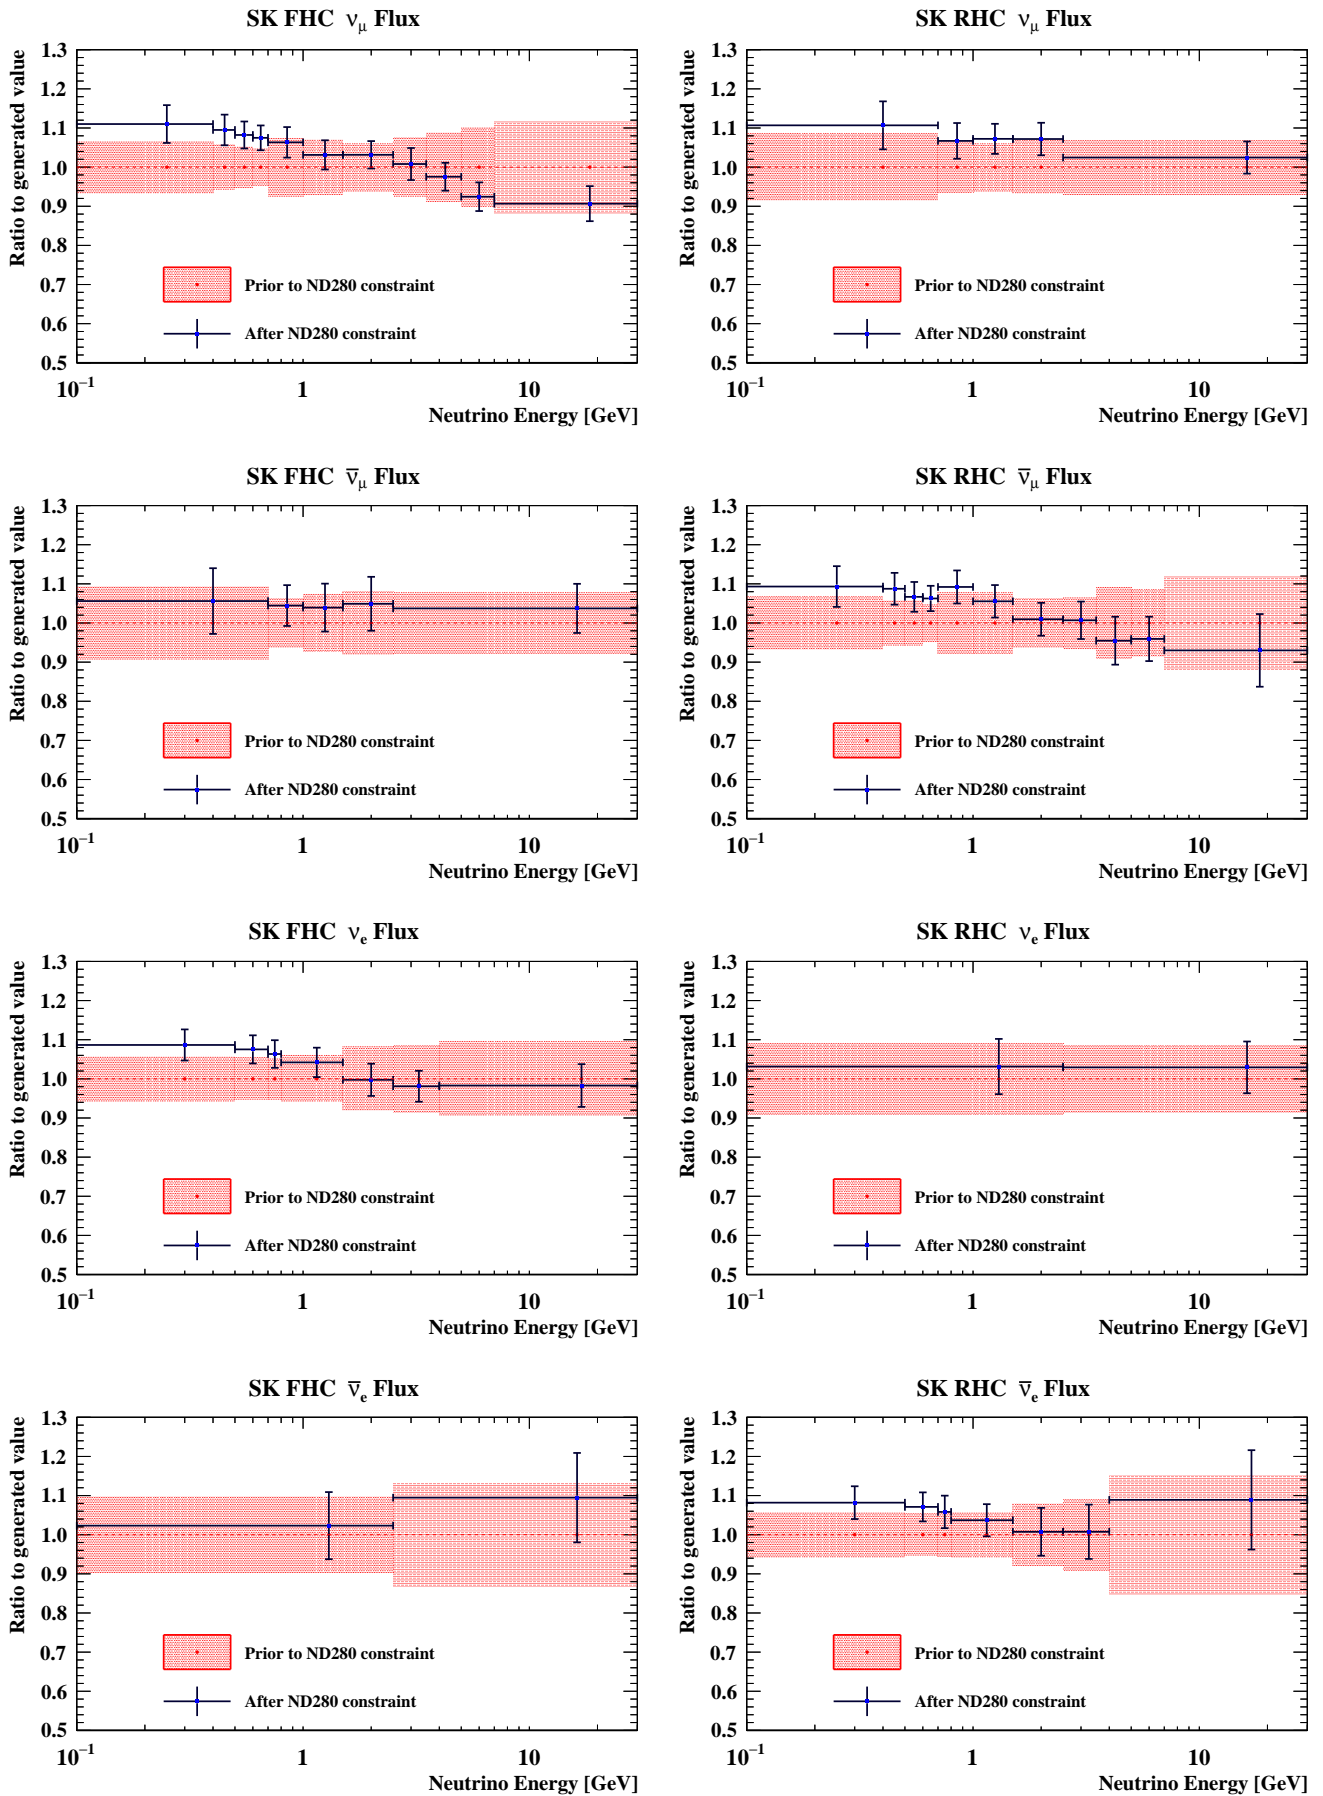 SK FHC ν_μ Flux
Ratio to generated value
1.3
1.2
1.1
1.0
0.9
0.8
0.7
0.6
0.5
Prior to ND280 constraint
After ND280 constraint
10⁻¹ 1 10
Neutrino Energy [GeV]
SK RHC ν_μ Flux
Ratio to generated value
1.3
1.2
1.1
1.0
0.9
0.8
0.7
0.6
0.5
Prior to ND280 constraint
After ND280 constraint
10⁻¹ 1 10
Neutrino Energy [GeV]
SK FHC ν̅_μ Flux
Ratio to generated value
1.3
1.2
1.1
1.0
0.9
0.8
0.7
0.6
0.5
Prior to ND280 constraint
After ND280 constraint
10⁻¹ 1 10
Neutrino Energy [GeV]
SK RHC ν̅_μ Flux
Ratio to generated value
1.3
1.2
1.1
1.0
0.9
0.8
0.7
0.6
0.5
Prior to ND280 constraint
After ND280 constraint
10⁻¹ 1 10
Neutrino Energy [GeV]
SK FHC ν_e Flux
Ratio to generated value
1.3
1.2
1.1
1.0
0.9
0.8
0.7
0.6
0.5
Prior to ND280 constraint
After ND280 constraint
10⁻¹ 1 10
Neutrino Energy [GeV]
SK RHC ν_e Flux
Ratio to generated value
1.3
1.2
1.1
1.0
0.9
0.8
0.7
0.6
0.5
Prior to ND280 constraint
After ND280 constraint
10⁻¹ 1 10
Neutrino Energy [GeV]
SK FHC ν̅_e Flux
Ratio to generated value
1.3
1.2
1.1
1.0
0.9
0.8
0.7
0.6
0.5
Prior to ND280 constraint
After ND280 constraint
10⁻¹ 1 10
Neutrino Energy [GeV]
SK RHC ν̅_e Flux
Ratio to generated value
1.3
1.2
1.1
1.0
0.9
0.8
0.7
0.6
0.5
Prior to ND280 constraint
After ND280 constraint
10⁻¹ 1 10
Neutrino Energy [GeV]